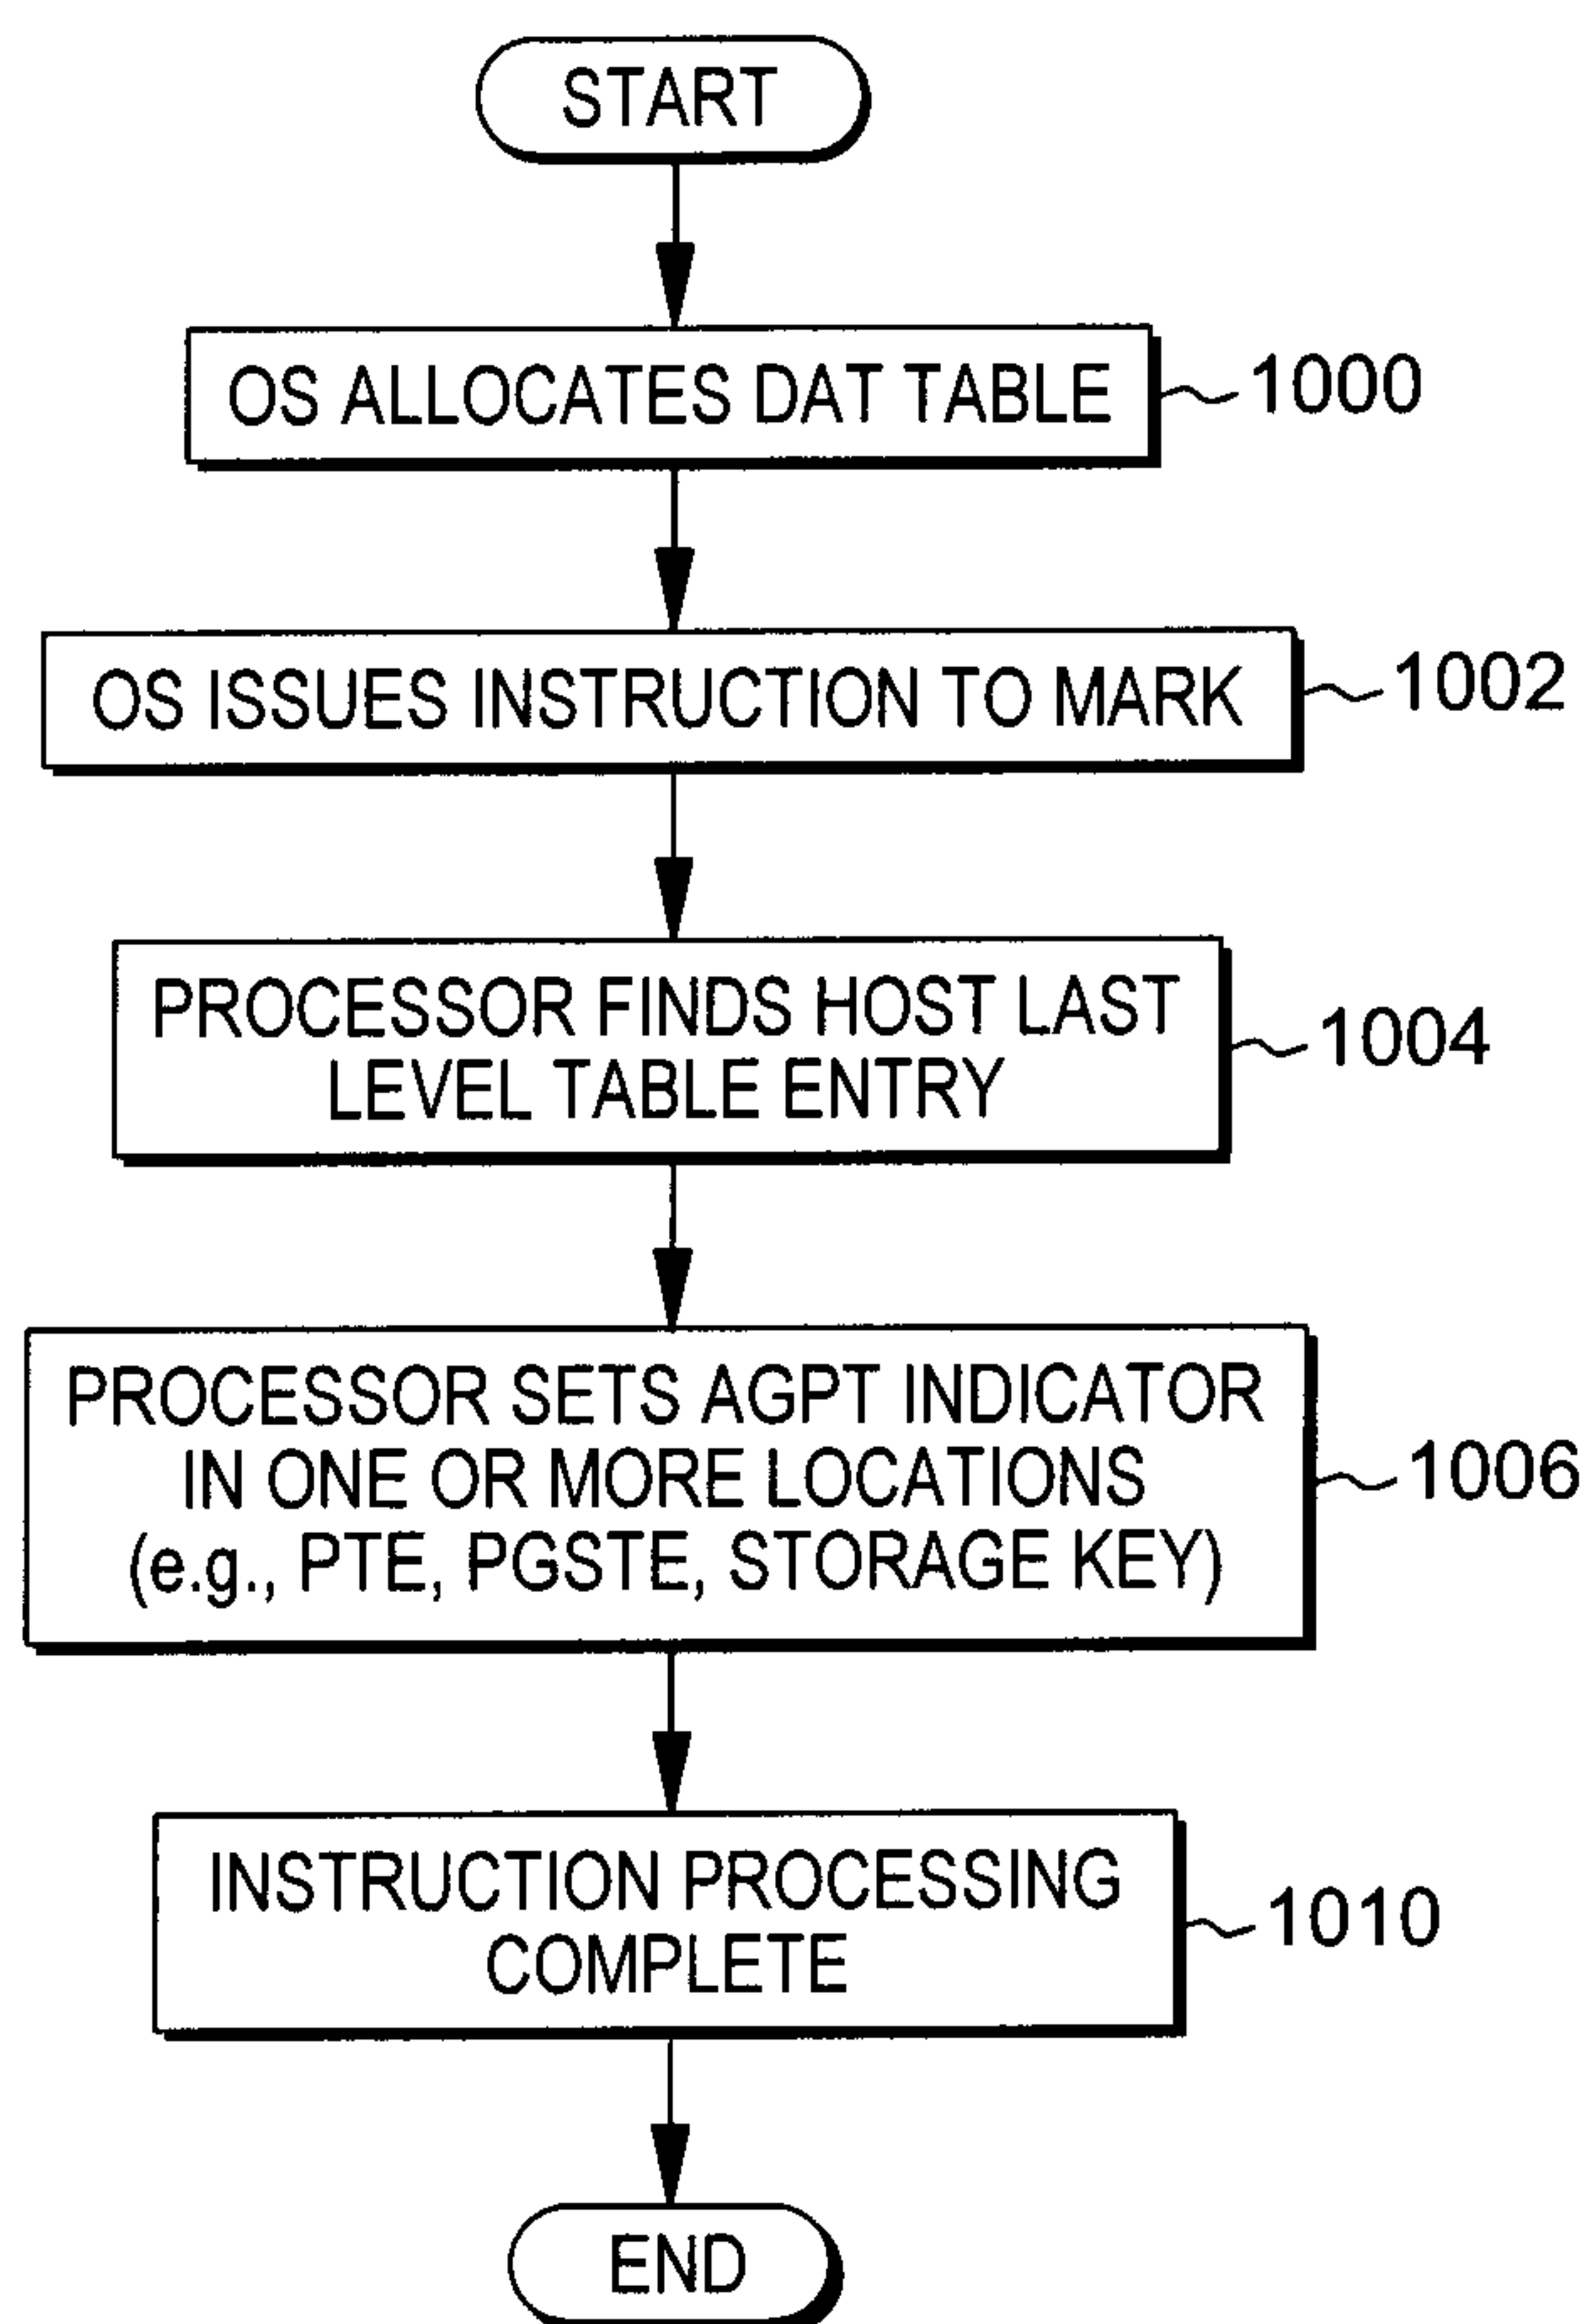 START
OS ALLOCATES DAT TABLE
1000
OS ISSUES INSTRUCTION TO MARK
1002
PROCESSOR FINDS HOST LAST
LEVEL TABLE ENTRY
1004
PROCESSOR SETS AGPT INDICATOR
IN ONE OR MORE LOCATIONS
(e.g., PTE, PGSTE, STORAGE KEY)
1006
INSTRUCTION PROCESSING
COMPLETE
1010
END